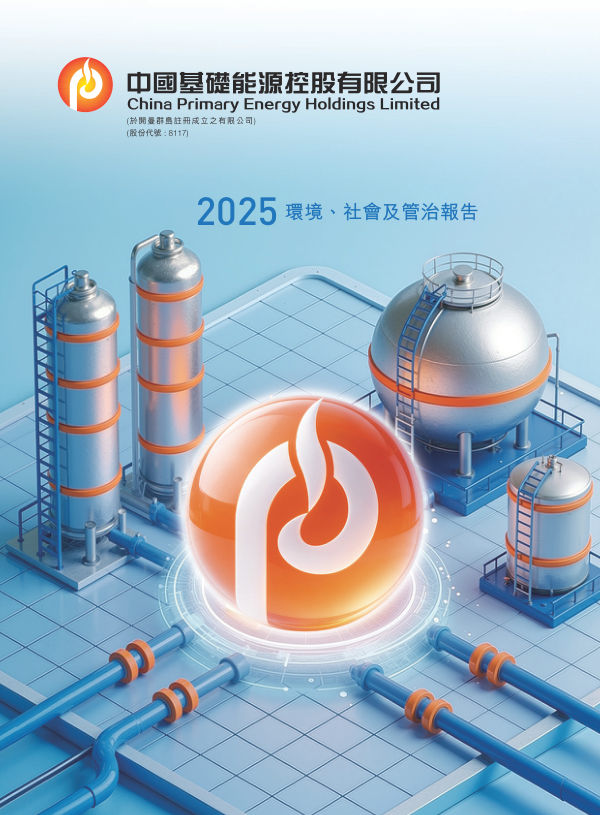 中國基礎能源控股有限公司
China Primary Energy Holdings Limited
(於開曼群島註冊成立之有限公司)
(股份代號 : 8117)
2025 環境、社會及管治報告